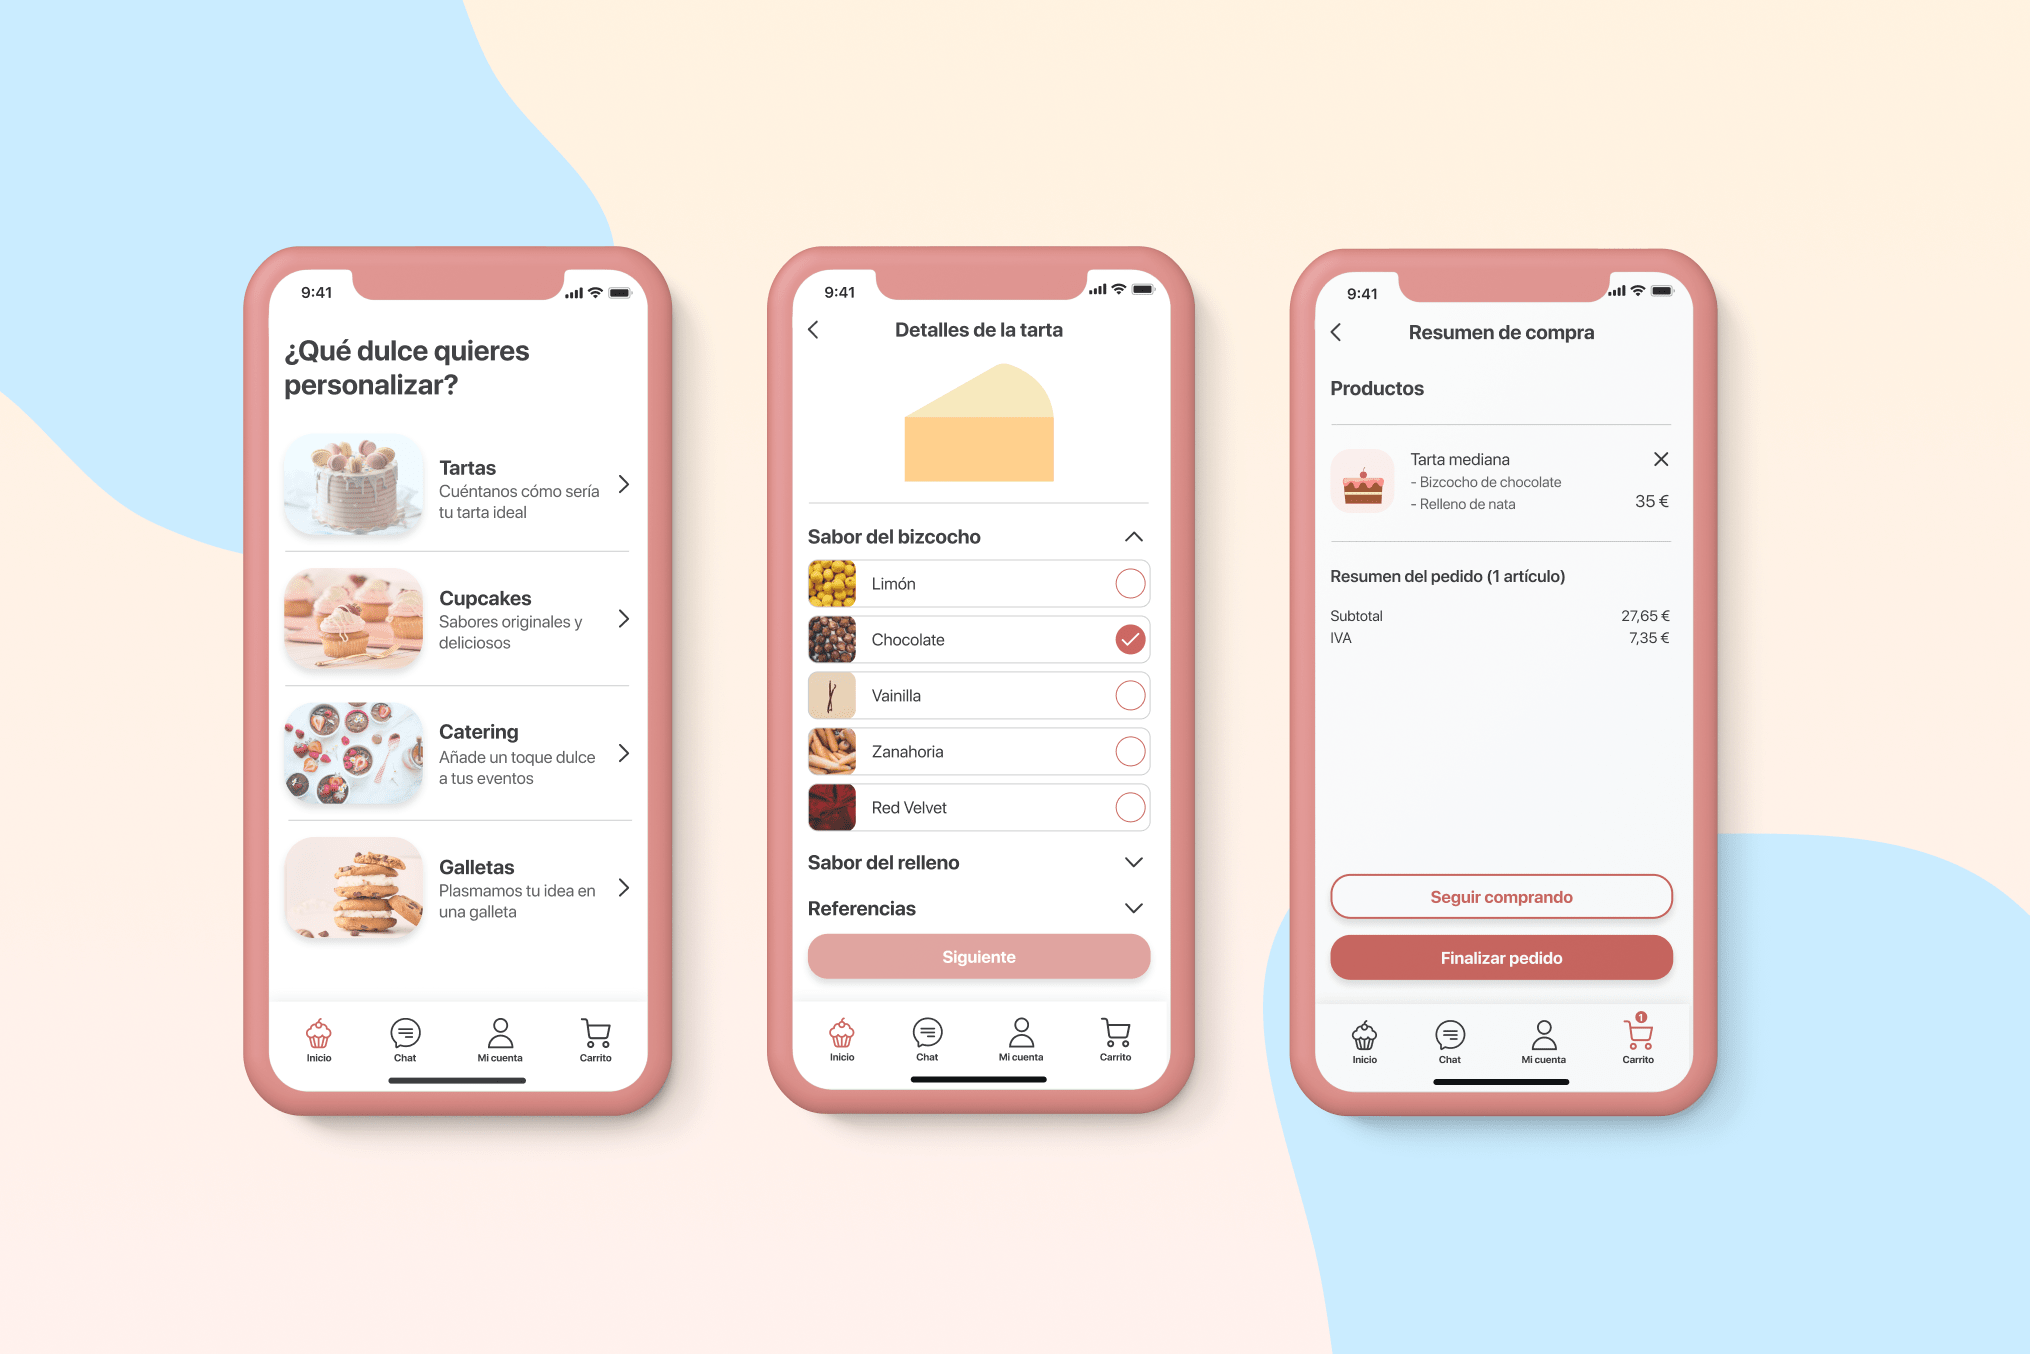 9:41
¿Qué dulce quieres
personalizar?
Tartas
Cuéntanos cómo sería
tu tarta ideal
Cupcakes
Sabores originales y
deliciosos
Catering
Añade un toque dulce
a tus eventos
Galletas
Plasmamos tu idea en
una galleta
Inicio
Chat
Mi cuenta
Carrito
9:41
Detalles de la tarta
Sabor del bizcocho
Limón
Chocolate
Vainilla
Zanahoria
Red Velvet
Sabor del relleno
Referencias
Siguiente
Inicio
Chat
Mi cuenta
Carrito
9:41
Resumen de compra
Productos
Tarta mediana
- Bizcocho de chocolate
- Relleno de nata
35 €
Resumen del pedido (1 artículo)
Subtotal 27,65 €
IVA 7,35 €
Seguir comprando
Finalizar pedido
1
Inicio
Chat
Mi cuenta
Carrito